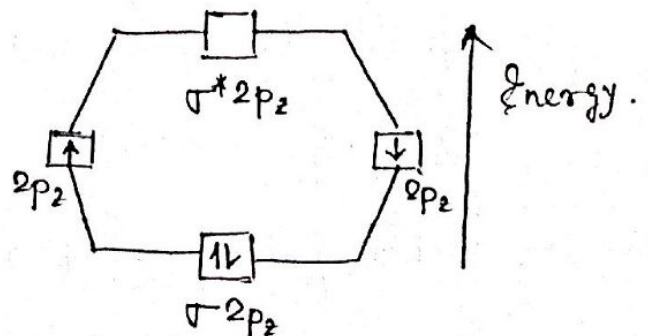 σ* 2pz
Energy.
↑
↓
2pz
2pz
↑↓
σ 2pz